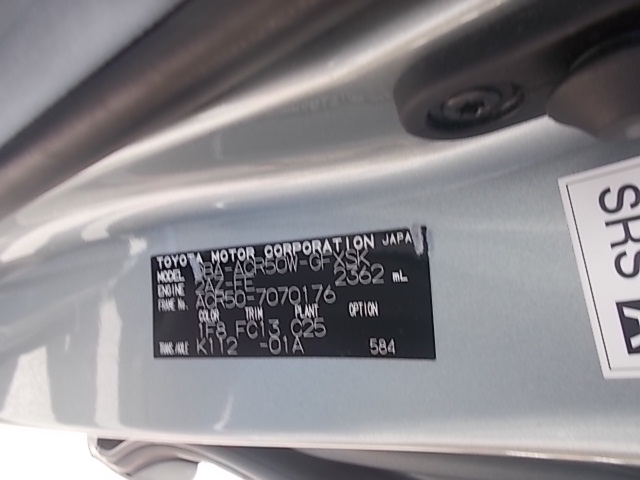 TOYOTA MOTOR CORPORATION JAPA
MODEL DBA-ACR50W-GFXSK
ENGINE 2AZ-FE 2362 mL
FRAME No. ACR50-7070176
COLOR TRIM PLANT OPTION
1F8 FC13 C25
TRANS./AXLE K112 -01A 584
SRS A